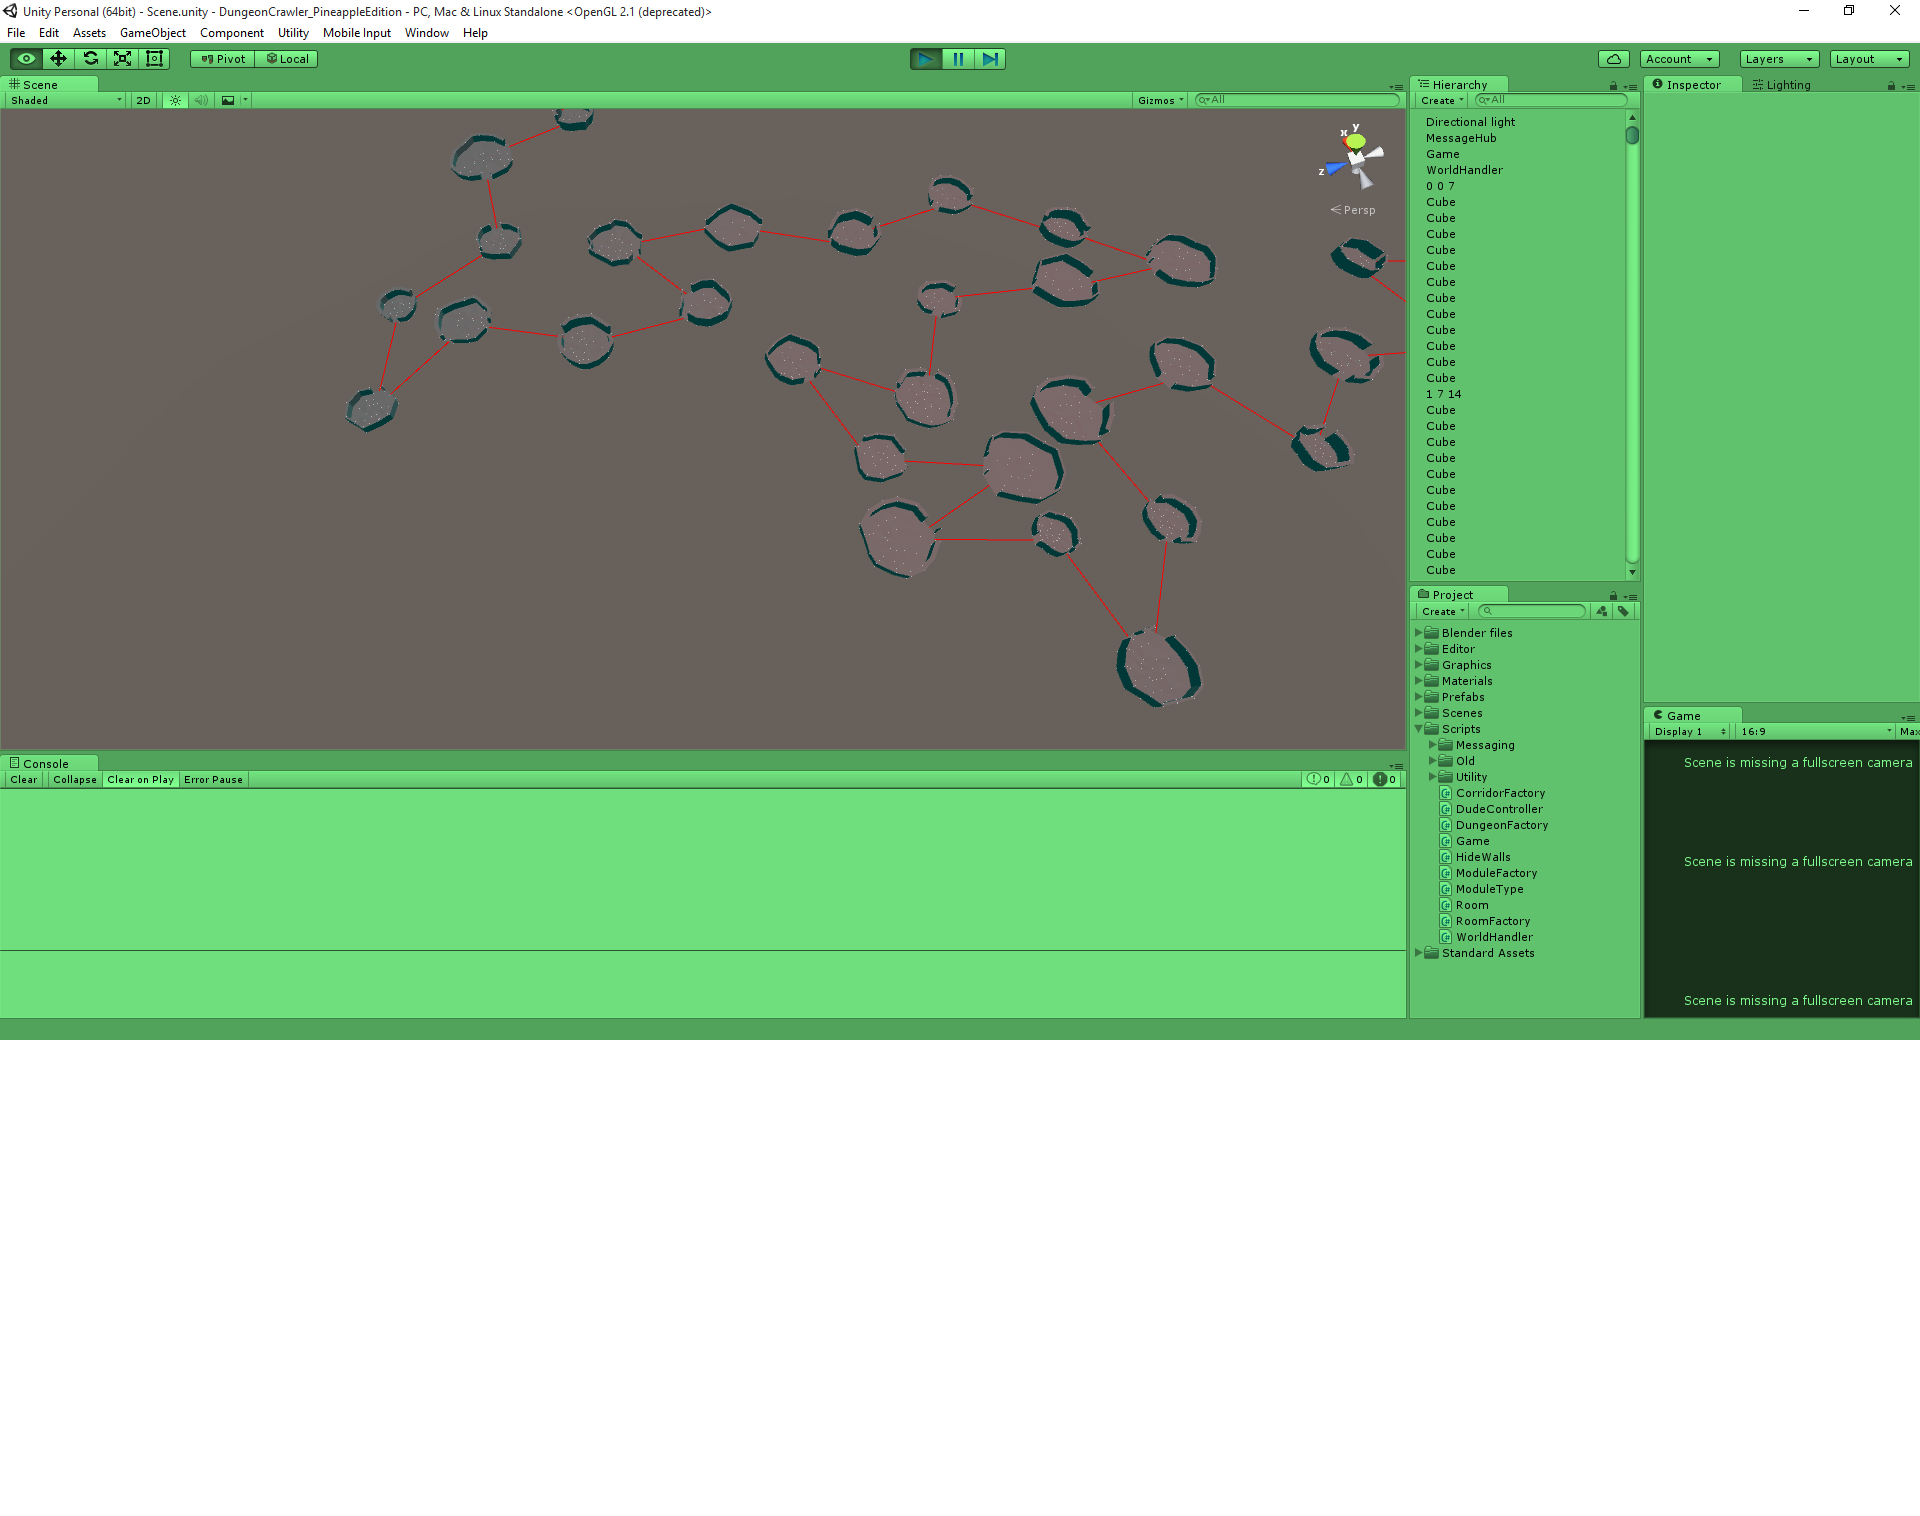 Unity Personal (64bit) - Scene.unity - DungeonCrawler_PineappleEdition - PC, Mac & Linux Standalone <OpenGL 2.1 (deprecated)>
File Edit Assets GameObject Component Utility Mobile Input Window Help
Pivot Local Account Layers Layout
Scene
Shaded 2D Gizmos All
y
x
z
Persp
Hierarchy
Create All
Directional light
MessageHub
Game
WorldHandler
0 0 7
Cube
Cube
Cube
Cube
Cube
Cube
Cube
Cube
Cube
Cube
Cube
Cube
1 7 14
Cube
Cube
Cube
Cube
Cube
Cube
Cube
Cube
Cube
Cube
Cube
Inspector Lighting
Project
Create
Blender files
Editor
Graphics
Materials
Prefabs
Scenes
Scripts
Messaging
Old
Utility
CorridorFactory
DudeController
DungeonFactory
Game
HideWalls
ModuleFactory
ModuleType
Room
RoomFactory
WorldHandler
Standard Assets
Game
Display 1 16:9 Max
Scene is missing a fullscreen camera
Scene is missing a fullscreen camera
Scene is missing a fullscreen camera
Console
Clear Collapse Clear on Play Error Pause 0 0 0